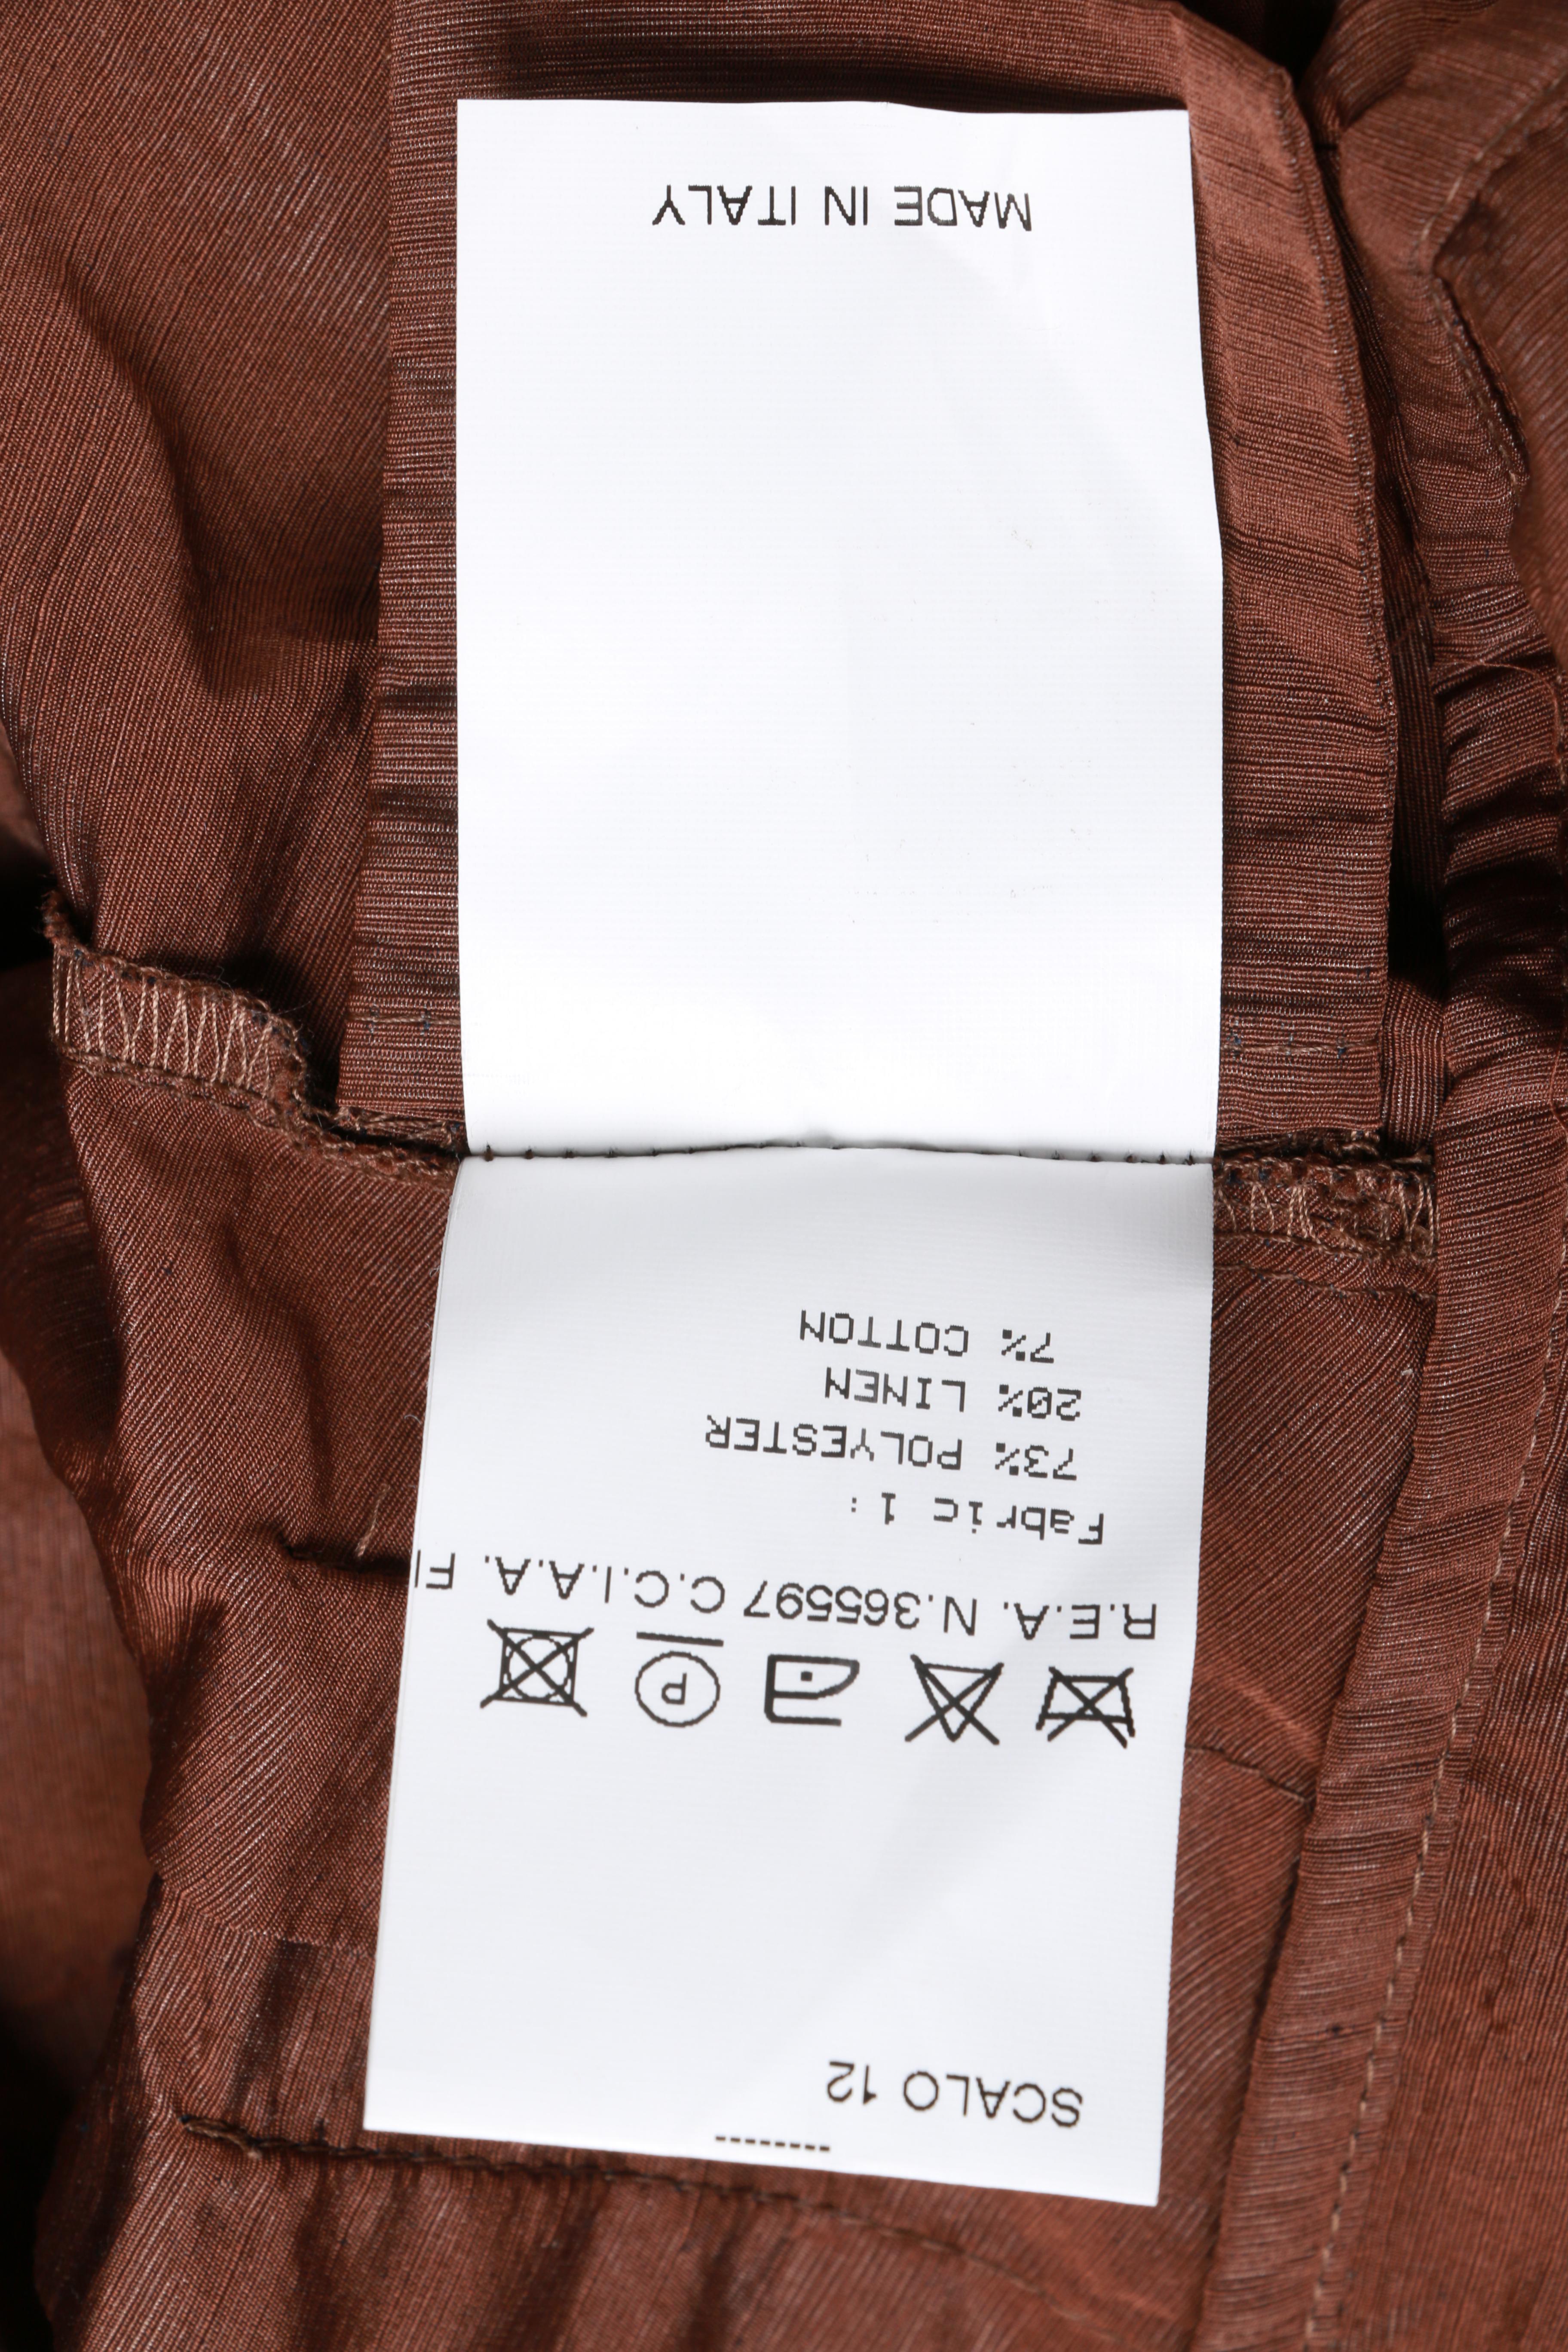 SCALO 12
R.E.A. N.365597 C.C.I.A.A. FI
Fabric 1:
73% POLYESTER
20% LINEN
7% COTTON
MADE IN ITALY